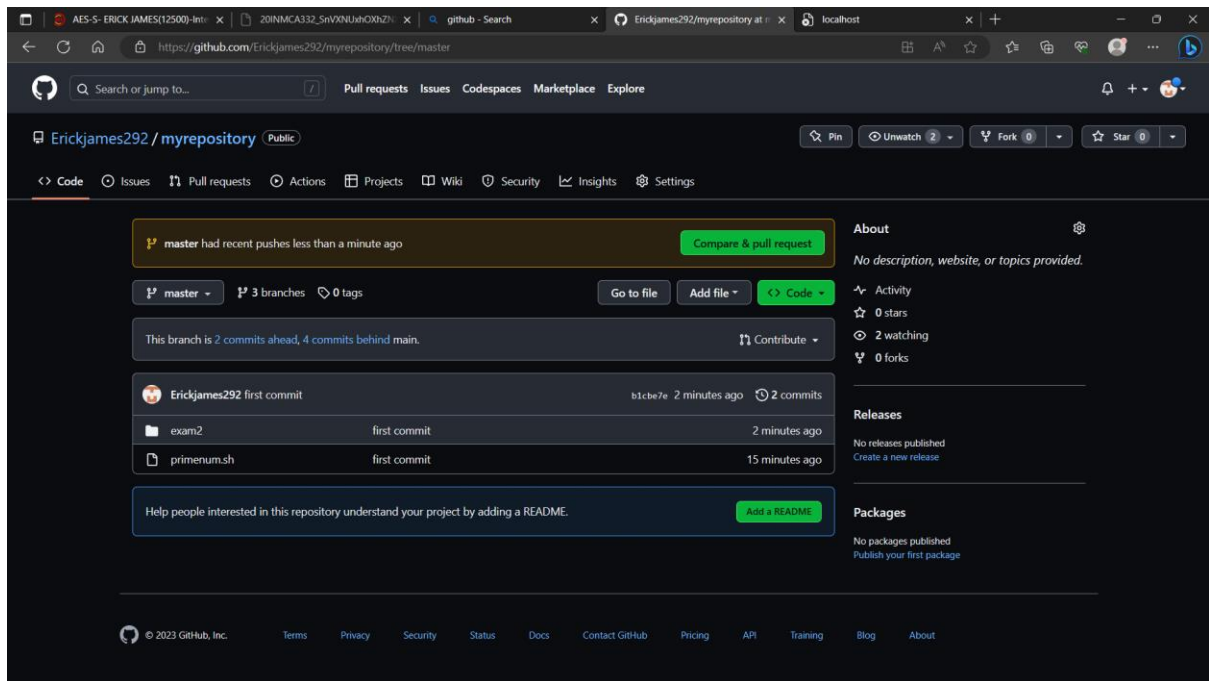 AES-S- ERICK JAMES(12500)-Inte
20INMCA332_SnVXNUxhOXhZN
github - Search
Erickjames292/myrepository at m
localhost
https://github.com/Erickjames292/myrepository/tree/master
Search or jump to...
/
Pull requests Issues Codespaces Marketplace Explore
Erickjames292 / myrepository Public
Pin Unwatch 2 Fork 0 Star 0
Code Issues Pull requests Actions Projects Wiki Security Insights Settings
master had recent pushes less than a minute ago Compare & pull request
master 3 branches 0 tags Go to file Add file Code
This branch is 2 commits ahead, 4 commits behind main. Contribute
Erickjames292 first commit b1cbe7e 2 minutes ago 2 commits
exam2 first commit 2 minutes ago
primenum.sh first commit 15 minutes ago
Help people interested in this repository understand your project by adding a README. Add a README
About
No description, website, or topics provided.
Activity
0 stars
2 watching
0 forks
Releases
No releases published
Create a new release
Packages
No packages published
Publish your first package
© 2023 GitHub, Inc. Terms Privacy Security Status Docs Contact GitHub Pricing API Training Blog About